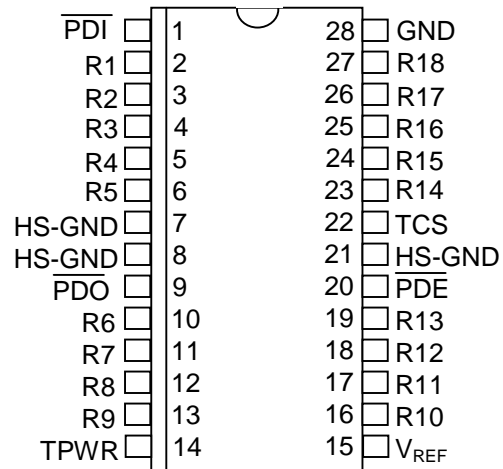 PDI 1 28 GND
R1 2 27 R18
R2 3 26 R17
R3 4 25 R16
R4 5 24 R15
R5 6 23 R14
HS-GND 7 22 TCS
HS-GND 8 21 HS-GND
PDO 9 20 PDE
R6 10 19 R13
R7 11 18 R12
R8 12 17 R11
R9 13 16 R10
TPWR 14 15 VREF